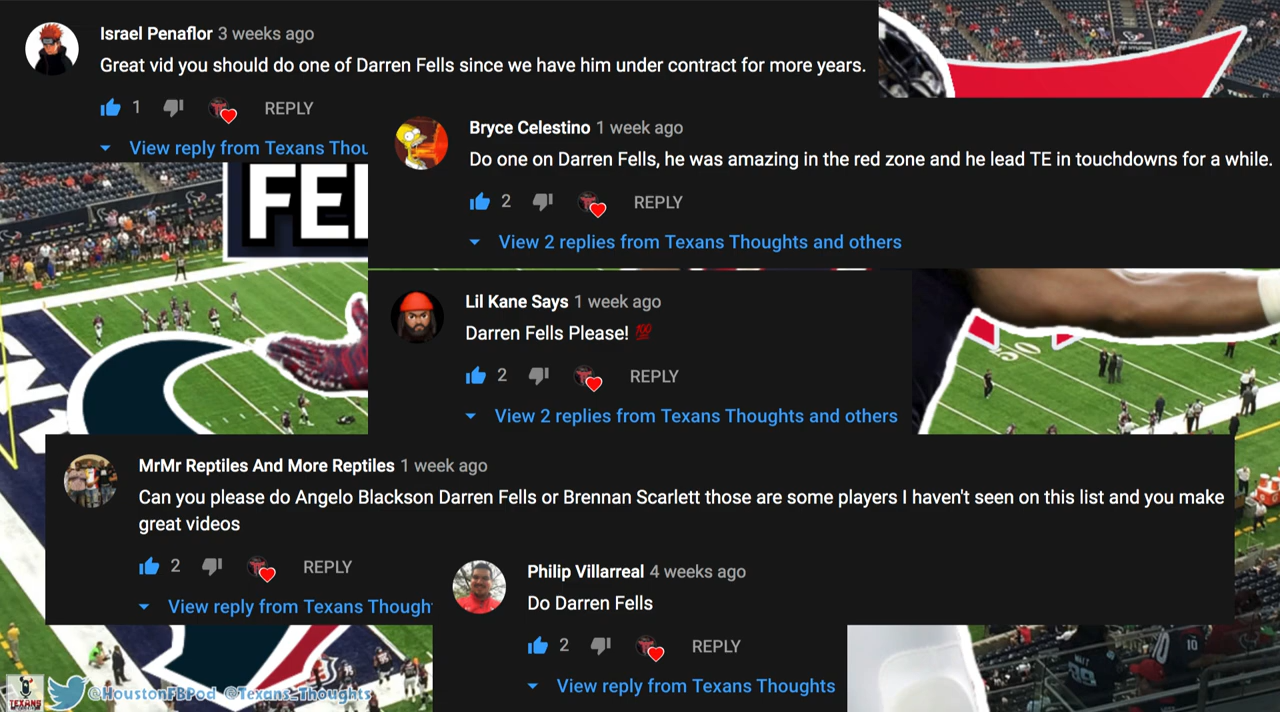 Israel Penaflor 3 weeks ago
Great vid you should do one of Darren Fells since we have him under contract for more years.
1 REPLY
View reply from Texans Thou
Bryce Celestino 1 week ago
Do one on Darren Fells, he was amazing in the red zone and he lead TE in touchdowns for a while.
2 REPLY
View 2 replies from Texans Thoughts and others
FEL
Lil Kane Says 1 week ago
Darren Fells Please! 💯
2 REPLY
View 2 replies from Texans Thoughts and others
MrMr Reptiles And More Reptiles 1 week ago
Can you please do Angelo Blackson Darren Fells or Brennan Scarlett those are some players I haven't seen on this list and you make
great videos
2 REPLY
View reply from Texans Though
Philip Villarreal 4 weeks ago
Do Darren Fells
2 REPLY
View reply from Texans Thoughts
TEXANS
@HoustonFBPod @Texans_Thoughts
10